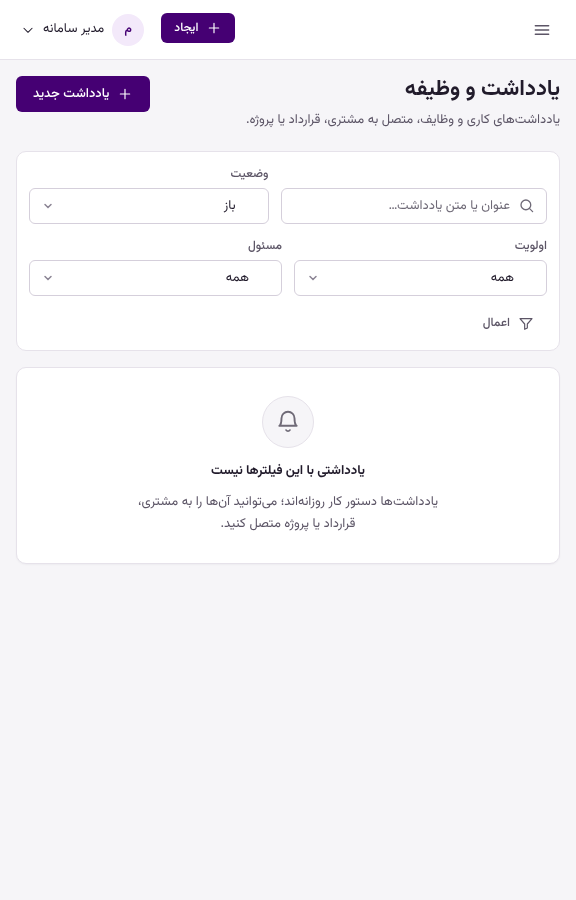 ایجاد
م
مدیر سامانه
یادداشت و وظیفه
یادداشت جدید
یادداشت‌های کاری و وظایف، متصل به مشتری، قرارداد یا پروژه.
وضعیت
عنوان یا متن یادداشت...
باز
اولویت
مسئول
همه
همه
اعمال
یادداشتی با این فیلترها نیست
یادداشت‌ها دستور کار روزانه‌اند؛ می‌توانید آن‌ها را به مشتری،
قرارداد یا پروژه متصل کنید.